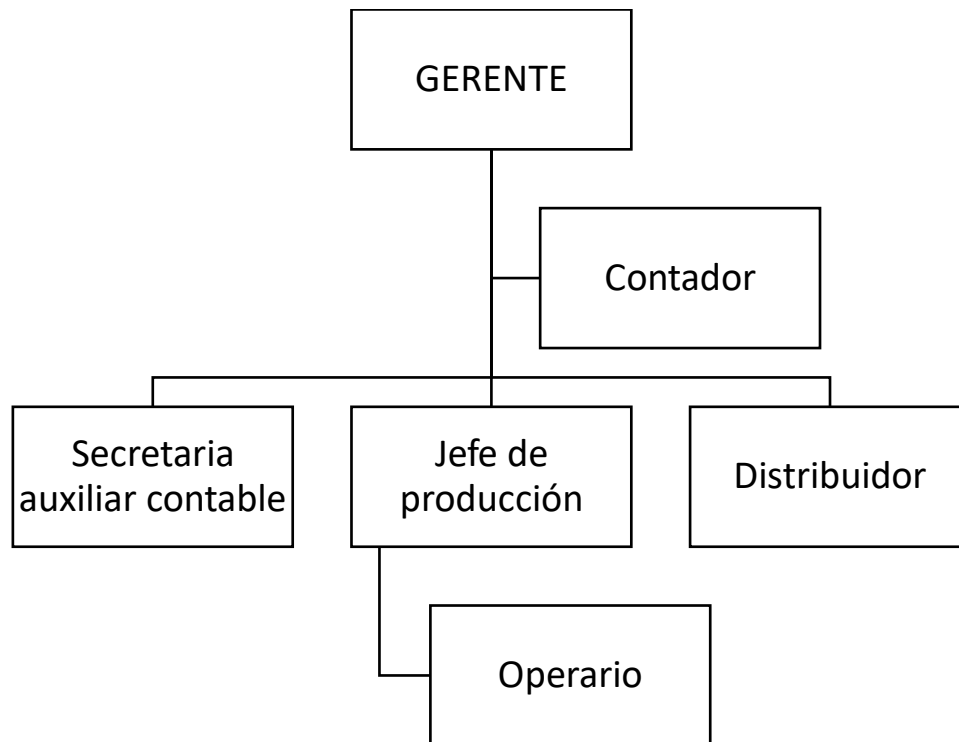 GERENTE
Contador
Secretaria
auxiliar contable
Jefe de
producción
Distribuidor
Operario